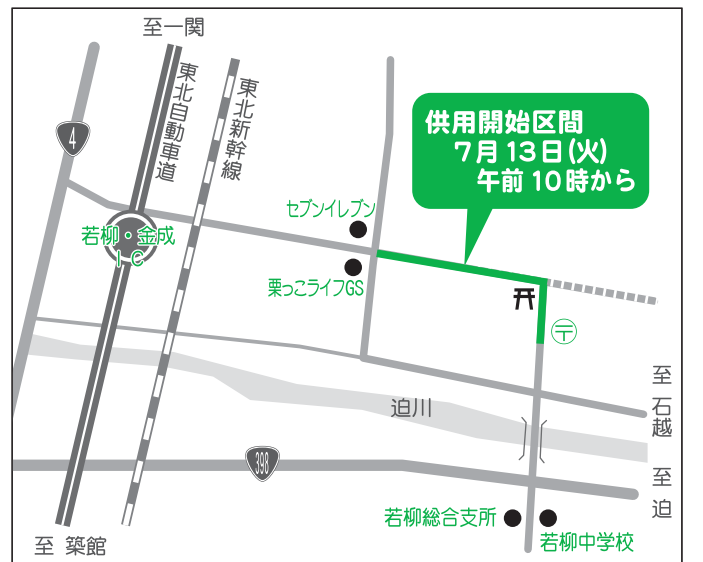 至一関
東北自動車道
東北新幹線
4
供用開始区間
7月13日(火)
午前10時から
セブンイレブン
若柳・金成
IC
栗っこライフGS
〒
迫川
至石越
398
至迫
若柳総合支所
若柳中学校
至 築館